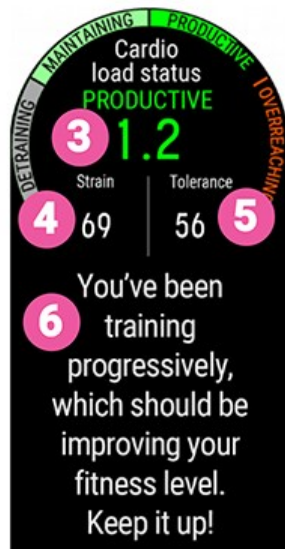 DETRAINING
MAINTAINING
PRODUCTIVE
OVERREACHING
Cardio
load status
PRODUCTIVE
3
1.2
Strain
Tolerance
4
69
56
5
6
You've been
training
progressively,
which should be
improving your
fitness level.
Keep it up!